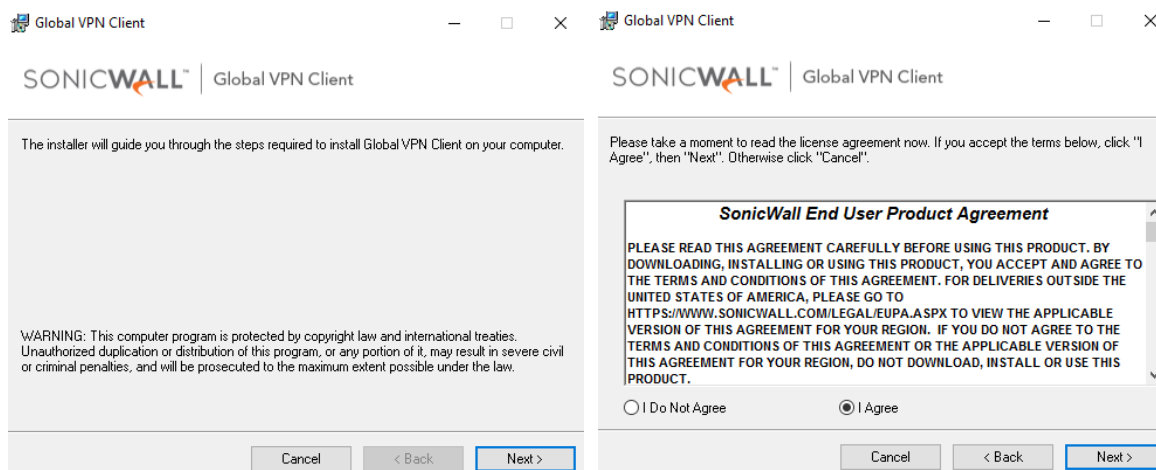 Global VPN Client
SONICWALL™ | Global VPN Client
The installer will guide you through the steps required to install Global VPN Client on your computer.
WARNING: This computer program is protected by copyright law and international treaties.
Unauthorized duplication or distribution of this program, or any portion of it, may result in severe civil
or criminal penalties, and will be prosecuted to the maximum extent possible under the law.
Cancel < Back Next >
Global VPN Client
SONICWALL™ | Global VPN Client
Please take a moment to read the license agreement now. If you accept the terms below, click "I
Agree", then "Next". Otherwise click "Cancel".
SonicWall End User Product Agreement
PLEASE READ THIS AGREEMENT CAREFULLY BEFORE USING THIS PRODUCT. BY
DOWNLOADING, INSTALLING OR USING THIS PRODUCT, YOU ACCEPT AND AGREE TO
THE TERMS AND CONDITIONS OF THIS AGREEMENT. FOR DELIVERIES OUTSIDE THE
UNITED STATES OF AMERICA, PLEASE GO TO
HTTPS://WWW.SONICWALL.COM/LEGAL/EUPA.ASPX TO VIEW THE APPLICABLE
VERSION OF THIS AGREEMENT FOR YOUR REGION. IF YOU DO NOT AGREE TO THE
TERMS AND CONDITIONS OF THIS AGREEMENT OR THE APPLICABLE VERSION OF
THIS AGREEMENT FOR YOUR REGION, DO NOT DOWNLOAD, INSTALL OR USE THIS
PRODUCT.
I Do Not Agree I Agree
Cancel < Back Next >